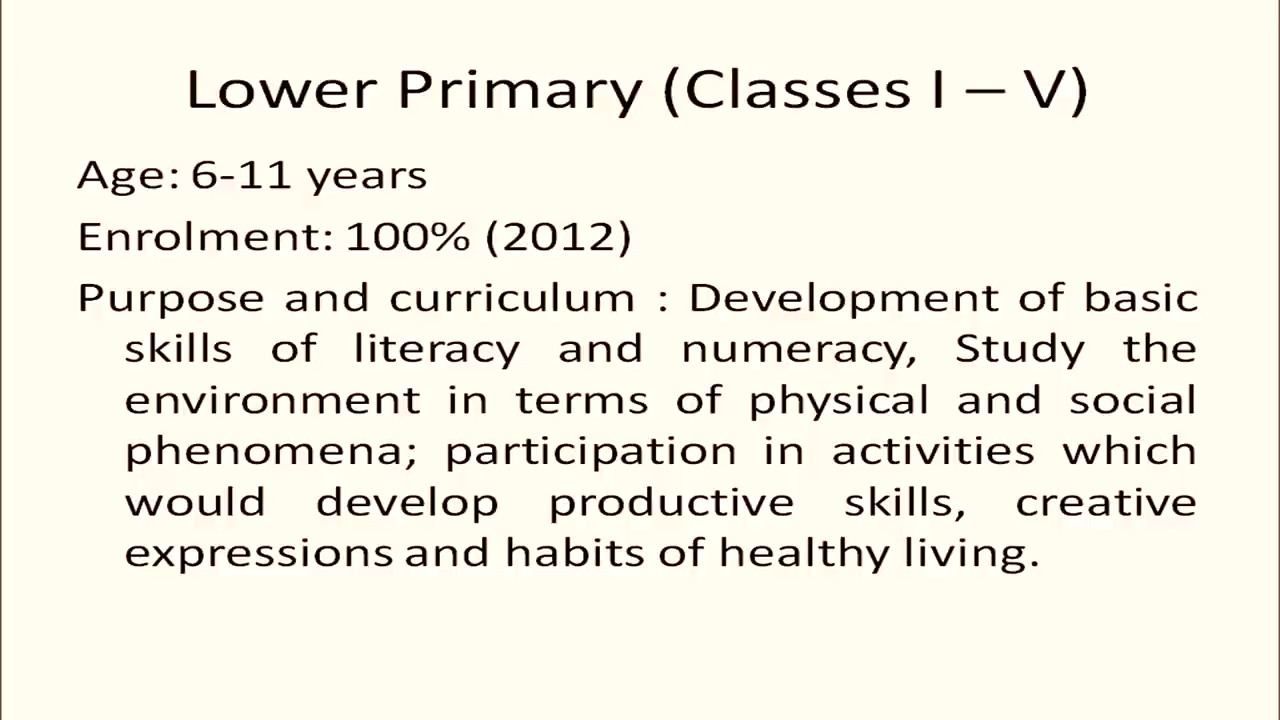 Lower Primary (Classes I – V)
Age: 6-11 years
Enrolment: 100% (2012)
Purpose and curriculum : Development of basic
skills of literacy and numeracy, Study the
environment in terms of physical and social
phenomena; participation in activities which
would develop productive skills, creative
expressions and habits of healthy living.